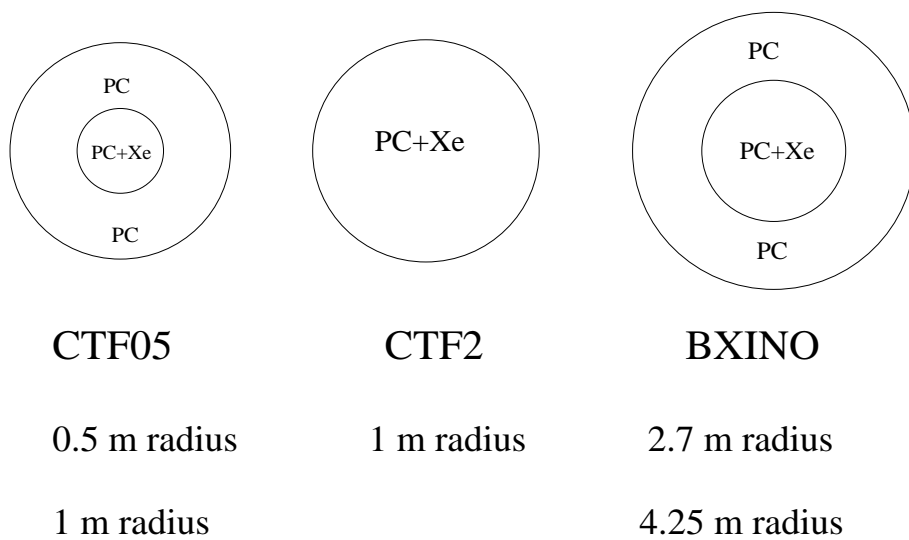 PC
PC+Xe
PC
PC+Xe
PC
PC+Xe
PC
CTF05
CTF2
BXINO
0.5 m radius
1 m radius
2.7 m radius
1 m radius
4.25 m radius